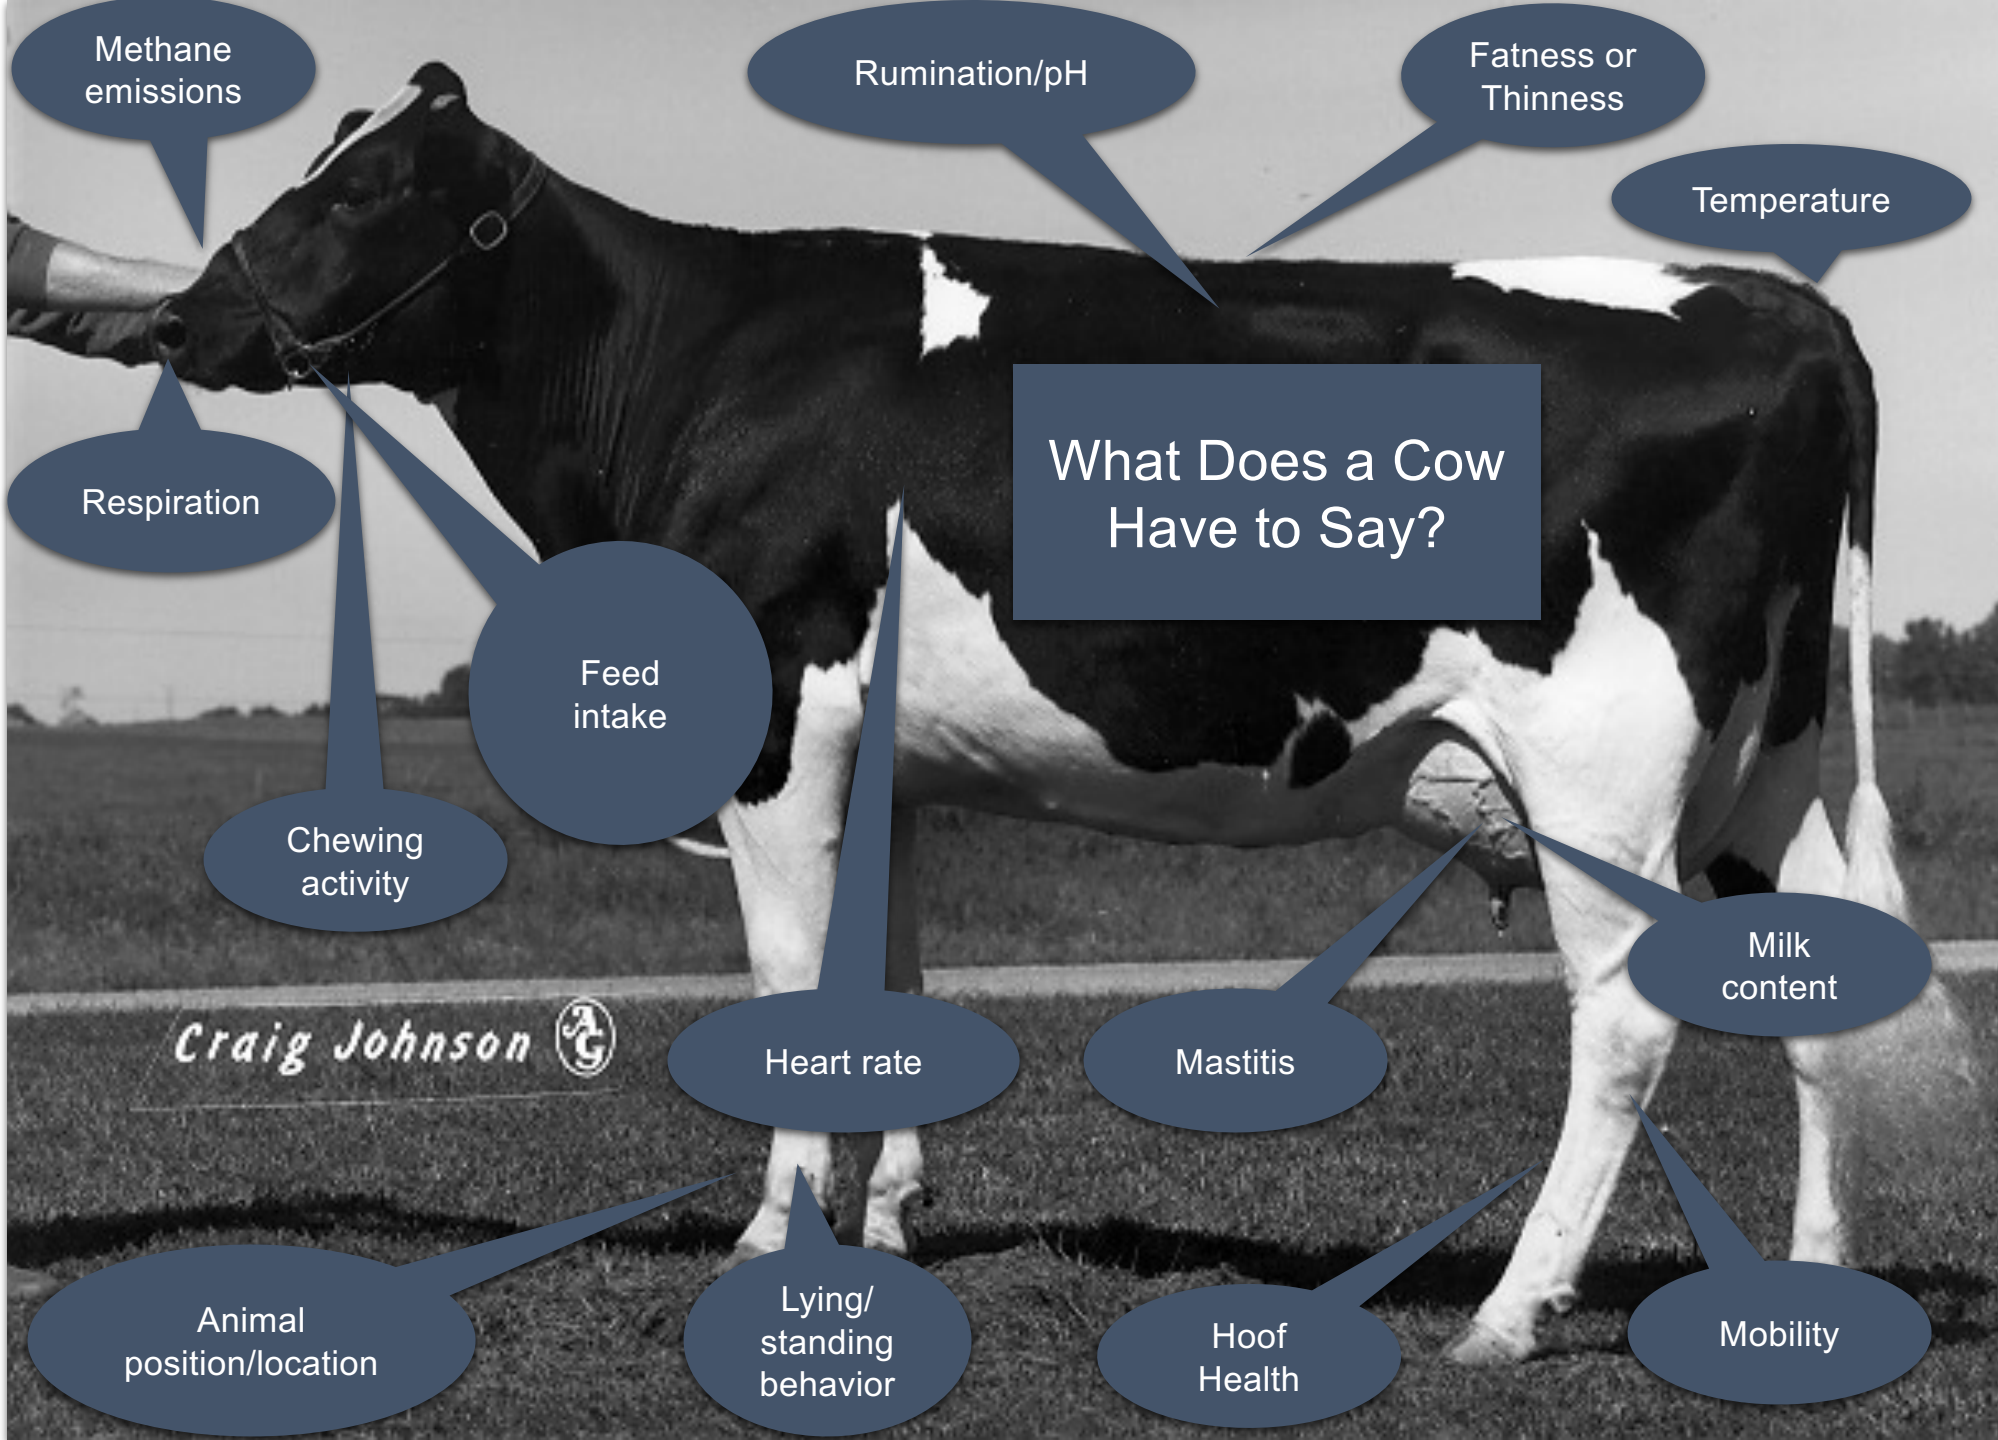 Methane
emissions
Rumination/pH
Fatness or
Thinness
Temperature
Respiration
What Does a Cow
Have to Say?
Feed
intake
Chewing
activity
Milk
content
Craig Johnson AG
Heart rate
Mastitis
Animal
position/location
Lying/
standing
behavior
Hoof
Health
Mobility